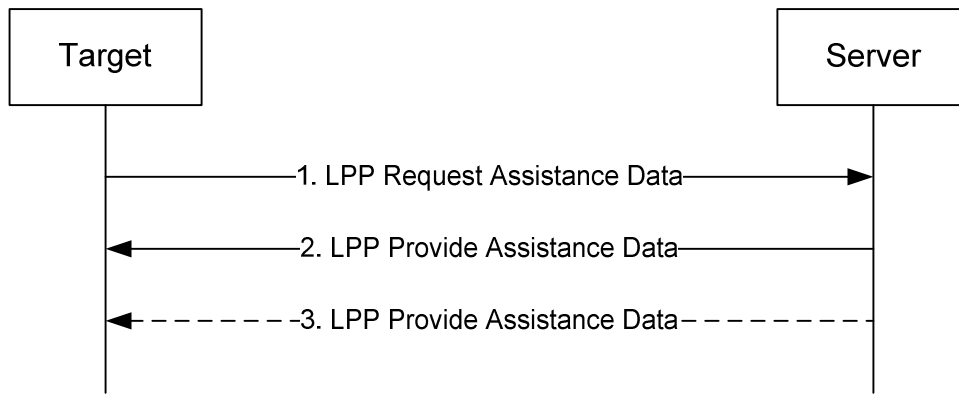 Target
Server
1. LPP Request Assistance Data
2. LPP Provide Assistance Data
3. LPP Provide Assistance Data